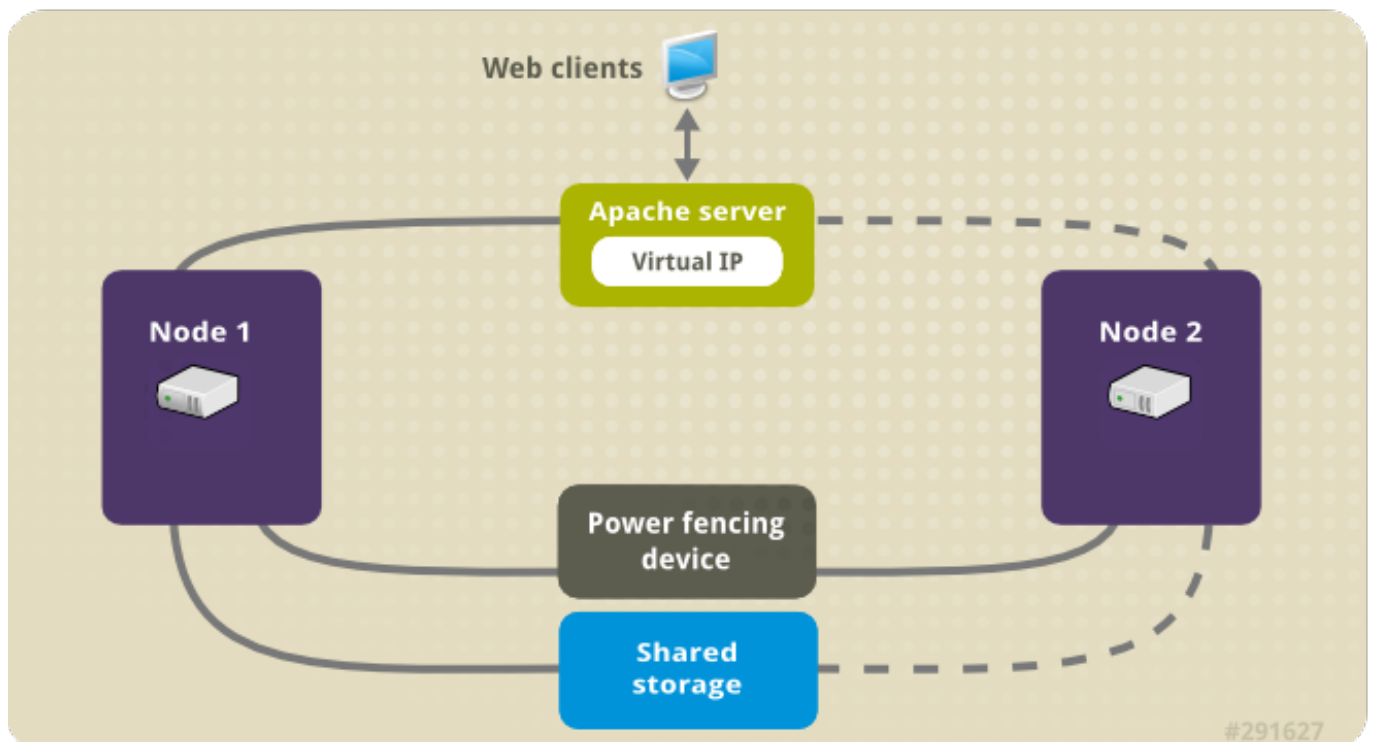 Web clients
Apache server
Virtual IP
Node 1
Node 2
Power fencing
device
Shared
storage
#291627